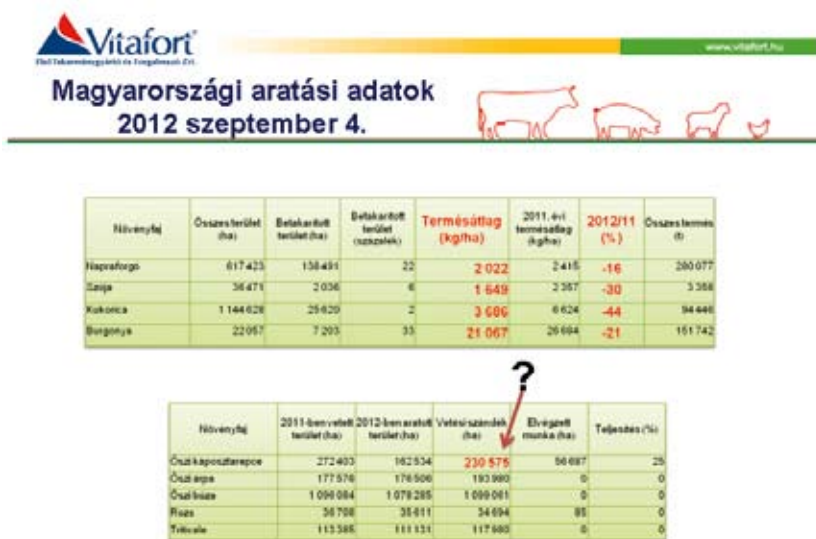 Vitafort
Első Takarmánygyártó és Forgalmazó Zrt.
www.vitafort.hu
Magyarországi aratási adatok
2012 szeptember 4.
Növényfaj Összes terület (ha) Betakarított terület (ha) Betakarított terület (százalék) Termésátlag (kg/ha) 2011. évi termésátlag (kg/ha) 2012/11 (%) Összes termés (t)
Napraforgó 617 423 138 491 22 2 022 2 415 -16 280 077
Szója 36 471 2 036 6 1 649 2 357 -30 3 358
Kukorica 1 144 628 25 620 2 3 686 6 624 -44 94 446
Burgonya 22 057 7 203 33 21 067 26 684 -21 151 742
?
Növényfaj 2011-ben vetett terület (ha) 2012-ben aratott terület (ha) Vetési szándék (ha) Elvégzett munka (ha) Teljesítés (%)
Őszi káposztarepce 272 403 162 534 230 575 56 697 25
Őszi árpa 177 576 176 506 193 980 0 0
Őszi búza 1 096 084 1 078 285 1 099 061 0 0
Rozs 36 708 35 611 34 694 85 0
Triticale 113 385 111 131 117 980 0 0